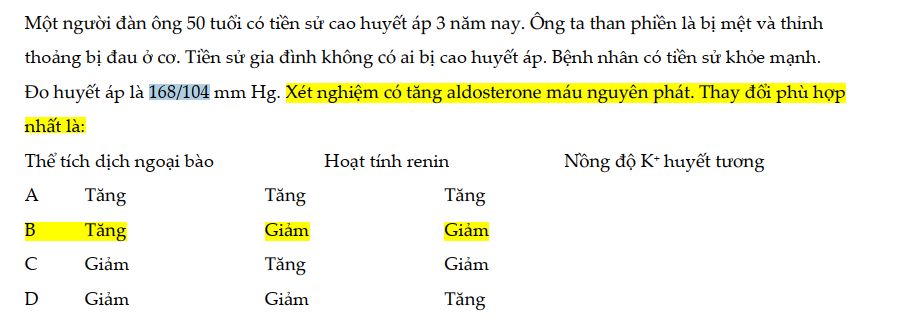 Một người đàn ông 50 tuổi có tiền sử cao huyết áp 3 năm nay. Ông ta than phiền là bị mệt và thỉnh
thoảng bị đau ở cơ. Tiền sử gia đình không có ai bị cao huyết áp. Bệnh nhân có tiền sử khỏe mạnh.
Đo huyết áp là 168/104 mm Hg. Xét nghiệm có tăng aldosterone máu nguyên phát. Thay đổi phù hợp
nhất là:
Thể tích dịch ngoại bào Hoạt tính renin Nồng độ K⁺ huyết tương
A Tăng Tăng Tăng
B Tăng Giảm Giảm
C Giảm Tăng Giảm
D Giảm Giảm Tăng